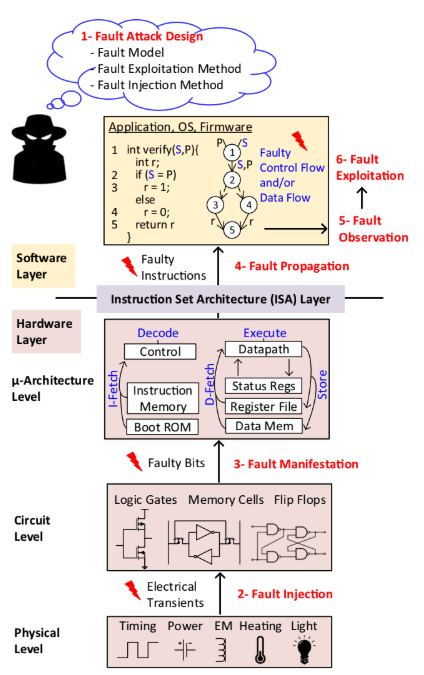 1- Fault Attack Design
- Fault Model
- Fault Exploitation Method
- Fault Injection Method
Application, OS, Firmware
1 int verify(S,P){
int r;
2 if (S = P)
3 r = 1;
else
4 r = 0;
5 return r
}
P S
1
S,P
2
3 4
r r
5
Faulty
Control Flow
and/or
Data Flow
6- Fault
Exploitation
5- Fault
Observation
Software
Layer
Faulty
Instructions
4- Fault Propagation
Instruction Set Architecture (ISA) Layer
Hardware
Layer
μ-Architecture
Level
Decode
Control
I-Fetch
Instruction
Memory
Boot ROM
Execute
Datapath
D-Fetch
Status Regs
Register File
Data Mem
Store
Faulty Bits
3- Fault Manifestation
Circuit
Level
Logic Gates Memory Cells Flip Flops
Electrical
Transients
2- Fault Injection
Physical
Level
Timing Power EM Heating Light